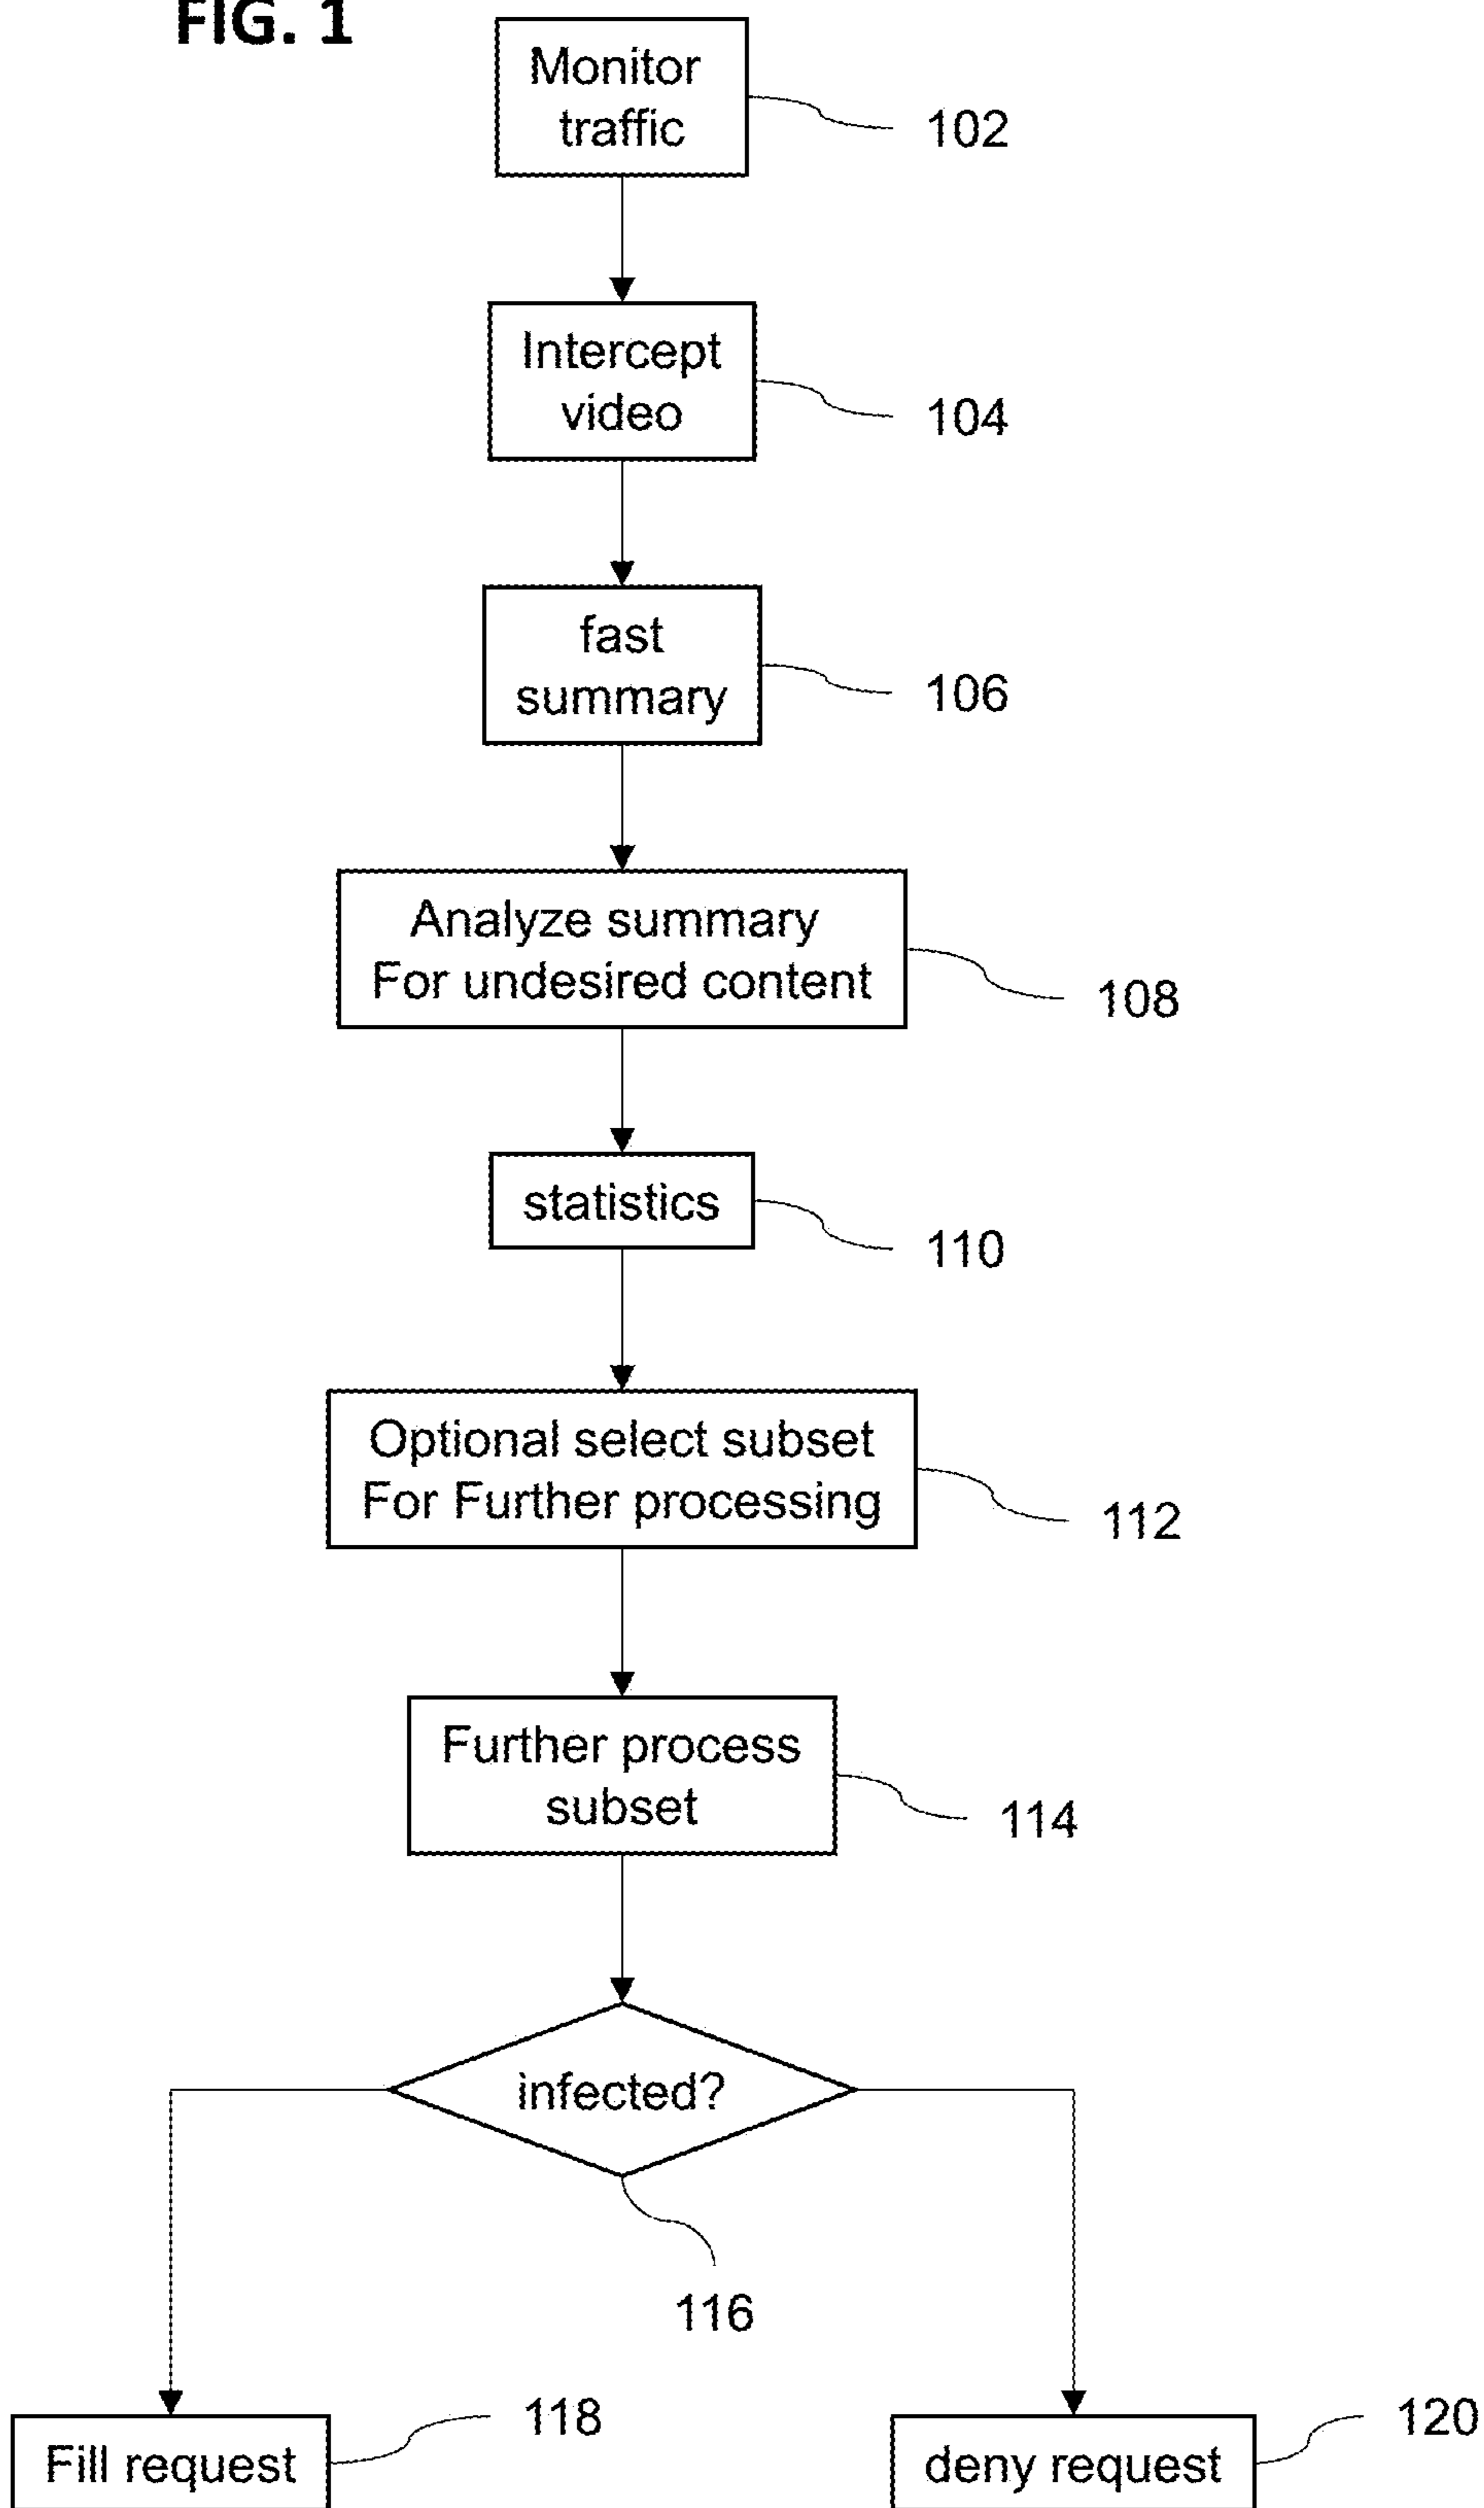 FIG. 1
Monitor
traffic
102
Intercept
video
104
fast
summary
106
Analyze summary
For undesired content
108
statistics
110
Optional select subset
For Further processing
112
Further process
subset
114
infected?
116
Fill request
118
deny request
120